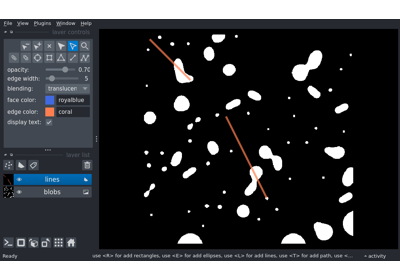 File View Plugins Window Help
layer controls
opacity: 0.70
edge width: 5
blending: translucen
face color: royalblue
edge color: coral
display text:
layer list
lines
blobs
Ready
use <R> for add rectangles, use <E> for add ellipses, use <L> for add lines, use <T> for add path, use <...
activity